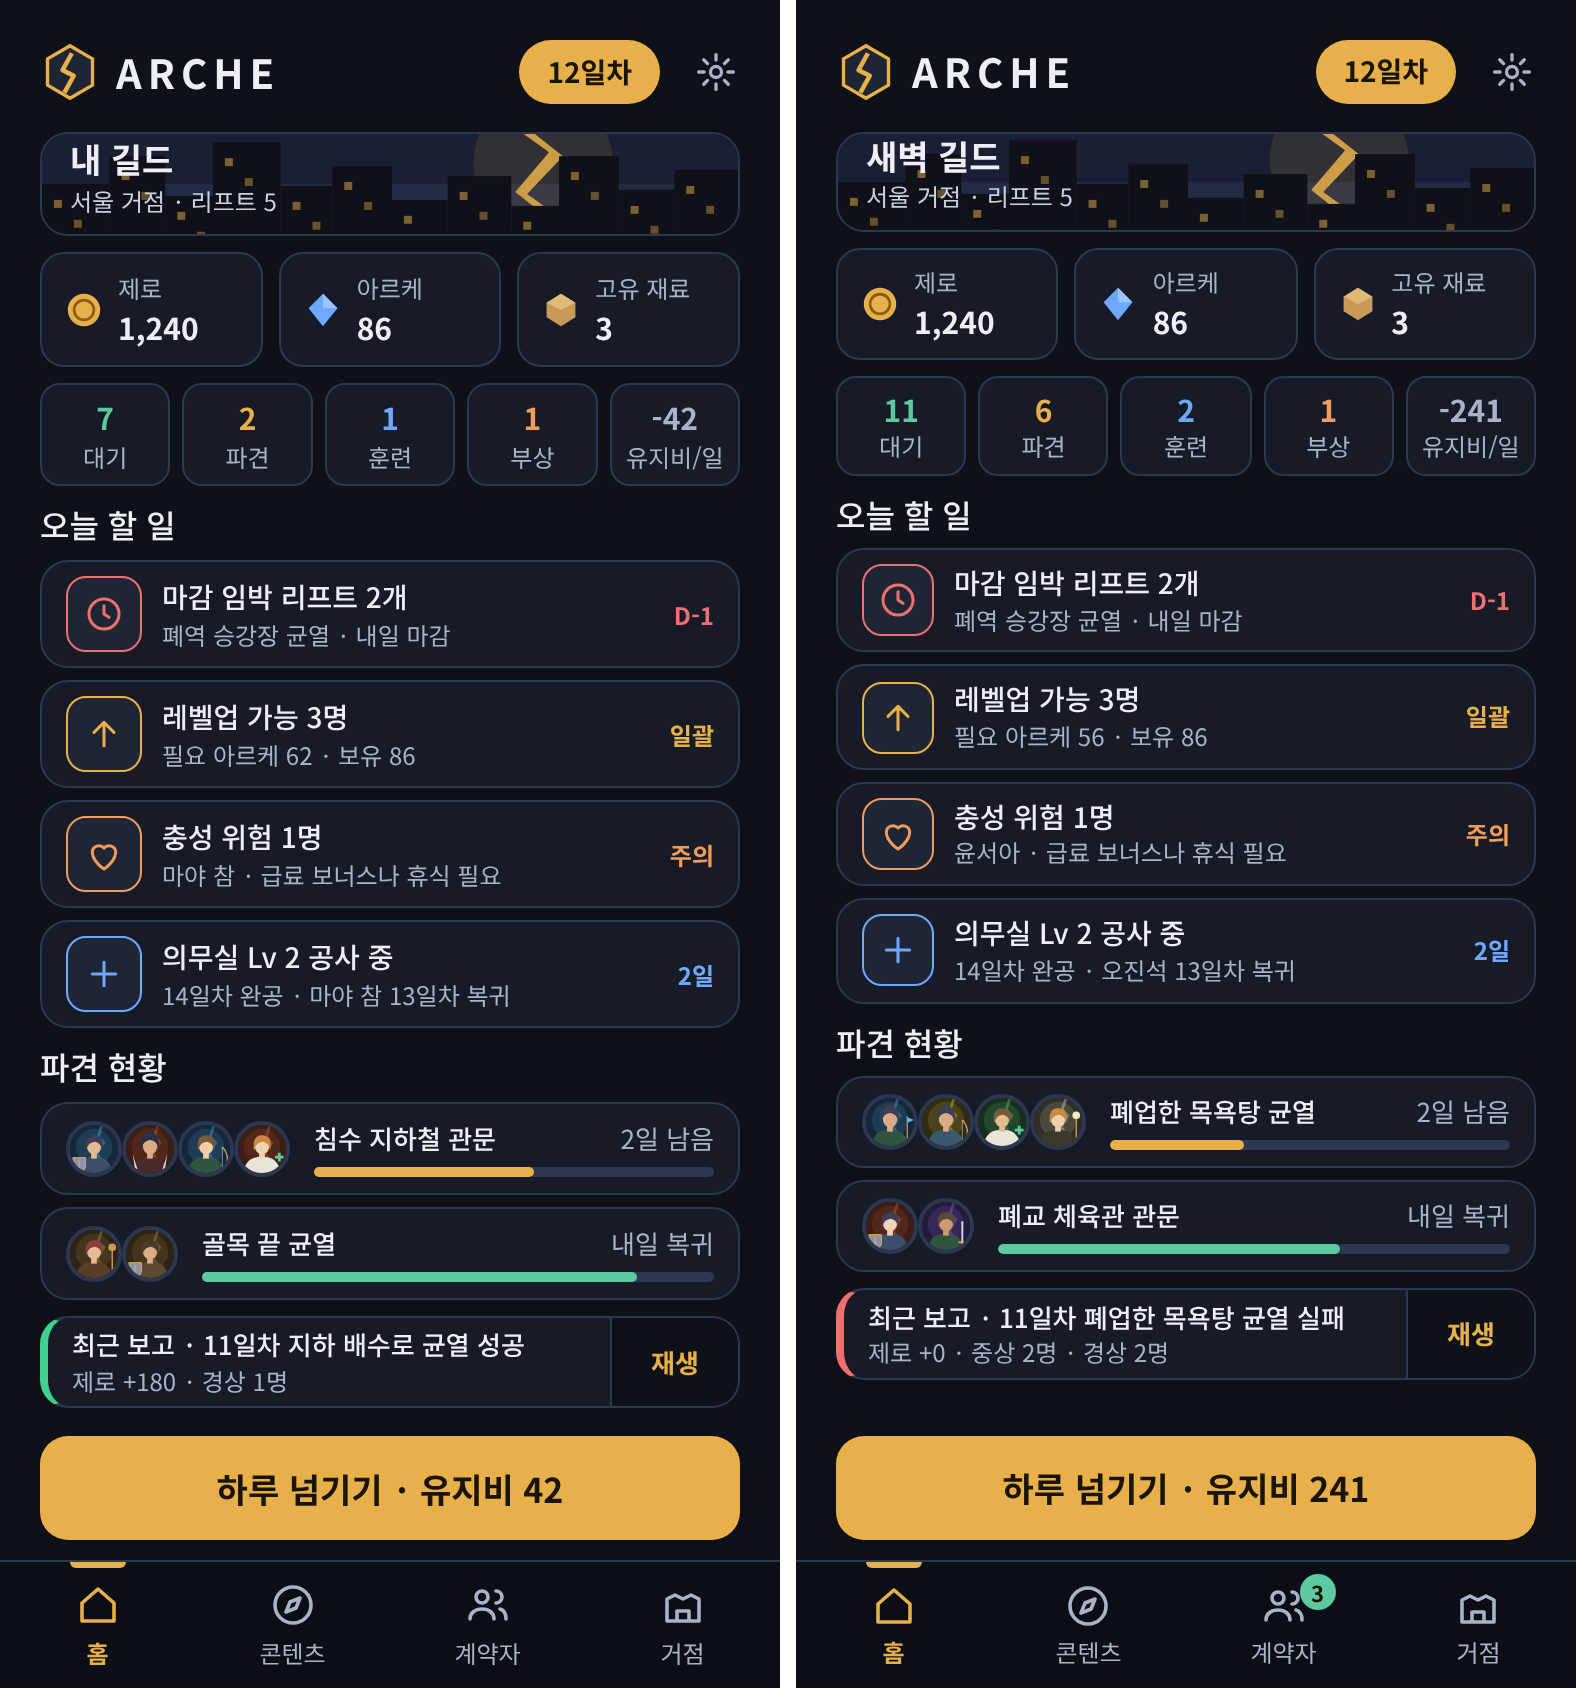 ARCHE
12일차
내 길드
서울 거점 · 리프트 5
제로
1,240
아르케
86
고유 재료
3
7
대기
2
파견
1
훈련
1
부상
-42
유지비/일
오늘 할 일
마감 임박 리프트 2개
폐역 승강장 균열 · 내일 마감
D-1
레벨업 가능 3명
필요 아르케 62 · 보유 86
일괄
충성 위험 1명
마야 참 · 급료 보너스나 휴식 필요
주의
의무실 Lv 2 공사 중
14일차 완공 · 마야 참 13일차 복귀
2일
파견 현황
침수 지하철 관문
2일 남음
골목 끝 균열
내일 복귀
최근 보고 · 11일차 지하 배수로 균열 성공
제로 +180 · 경상 1명
재생
하루 넘기기 · 유지비 42
홈
콘텐츠
계약자
거점
ARCHE
12일차
새벽 길드
서울 거점 · 리프트 5
제로
1,240
아르케
86
고유 재료
3
11
대기
6
파견
2
훈련
1
부상
-241
유지비/일
오늘 할 일
마감 임박 리프트 2개
폐역 승강장 균열 · 내일 마감
D-1
레벨업 가능 3명
필요 아르케 56 · 보유 86
일괄
충성 위험 1명
윤서아 · 급료 보너스나 휴식 필요
주의
의무실 Lv 2 공사 중
14일차 완공 · 오진석 13일차 복귀
2일
파견 현황
폐업한 목욕탕 균열
2일 남음
폐교 체육관 관문
내일 복귀
최근 보고 · 11일차 폐업한 목욕탕 균열 실패
제로 +0 · 중상 2명 · 경상 2명
재생
하루 넘기기 · 유지비 241
홈
콘텐츠
3
계약자
거점